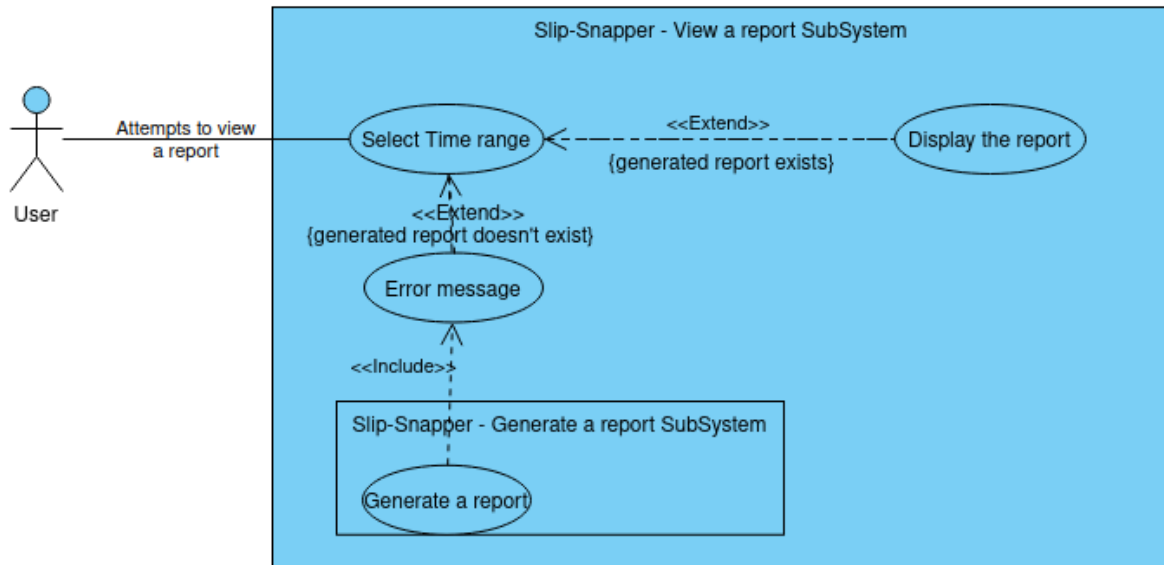 Slip-Snapper - View a report SubSystem
Attempts to view
a report
User
Select Time range
<<Extend>>
{generated report exists}
Display the report
<<Extend>>
{generated report doesn't exist}
Error message
<<Include>>
Slip-Snapper - Generate a report SubSystem
Generate a report